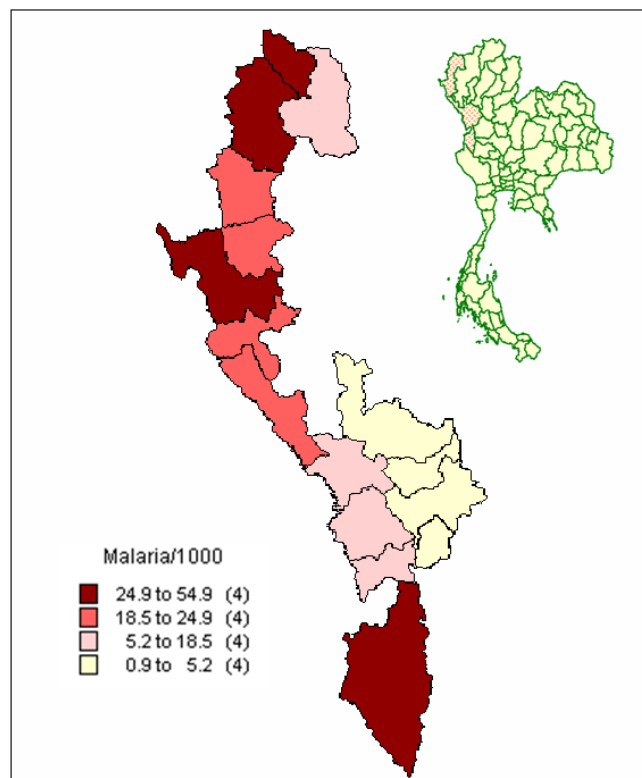 Malaria/1000
24.9 to 54.9 (4)
18.5 to 24.9 (4)
5.2 to 18.5 (4)
0.9 to 5.2 (4)